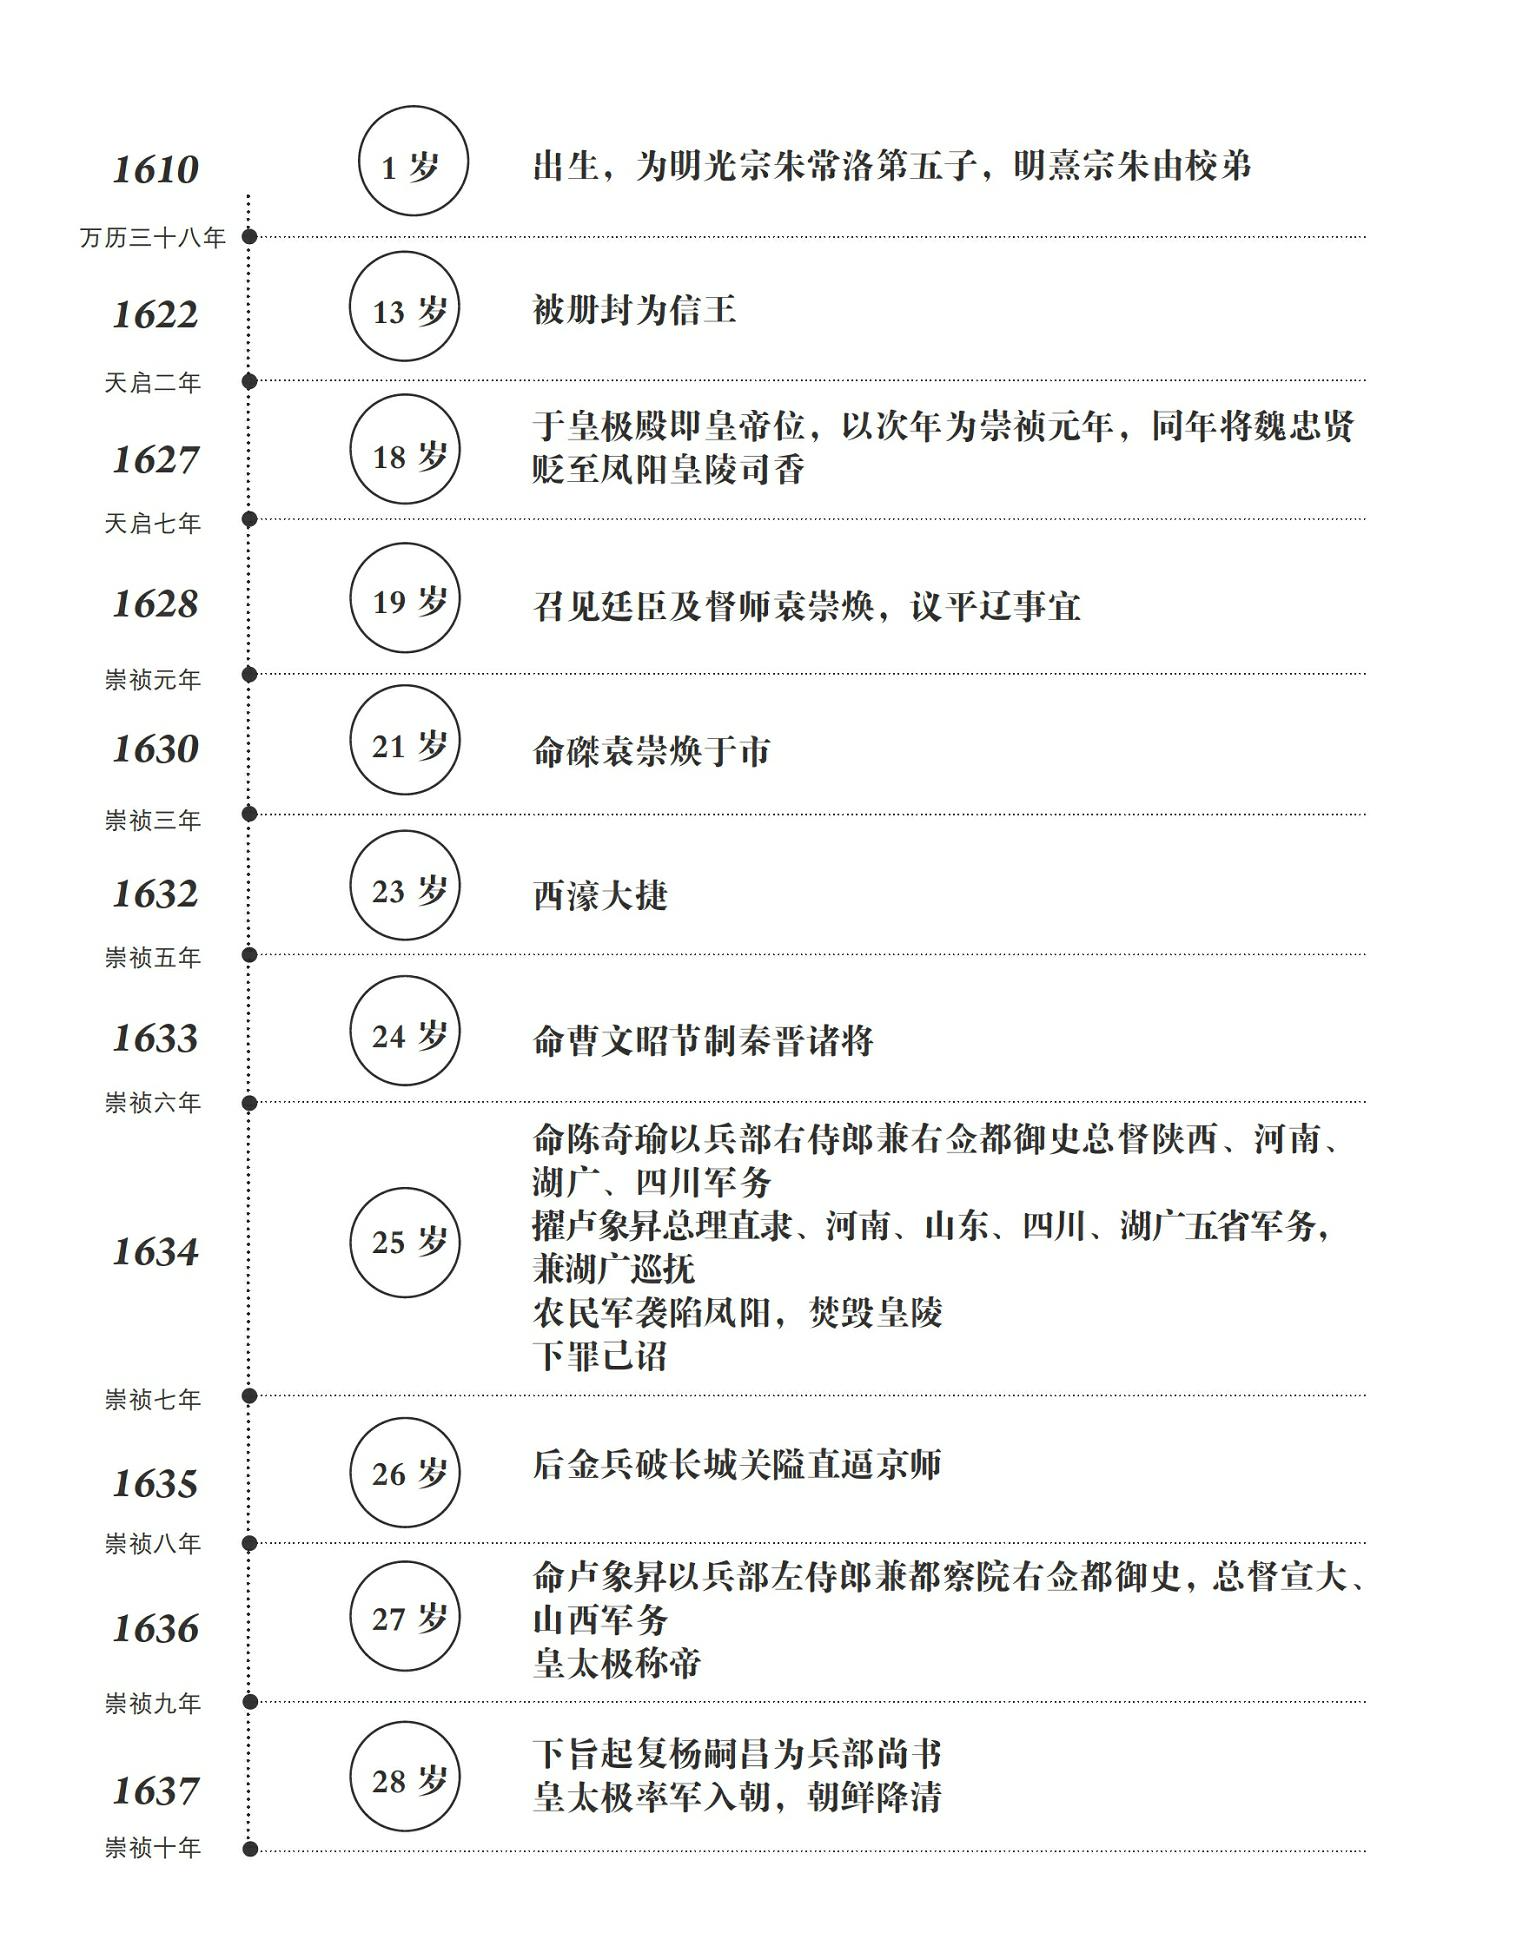 1610
万历三十八年
1 岁
出生，为明光宗朱常洛第五子，明熹宗朱由校弟
1622
天启二年
13 岁
被册封为信王
1627
天启七年
18 岁
于皇极殿即皇帝位，以次年为崇祯元年，同年将魏忠贤
贬至凤阳皇陵司香
1628
崇祯元年
19 岁
召见廷臣及督师袁崇焕，议平辽事宜
1630
崇祯三年
21 岁
命磔袁崇焕于市
1632
崇祯五年
23 岁
西濠大捷
1633
崇祯六年
24 岁
命曹文昭节制秦晋诸将
1634
崇祯七年
25 岁
命陈奇瑜以兵部右侍郎兼右佥都御史总督陕西、河南、
湖广、四川军务
擢卢象昇总理直隶、河南、山东、四川、湖广五省军务，
兼湖广巡抚
农民军袭陷凤阳，焚毁皇陵
下罪己诏
1635
崇祯八年
26 岁
后金兵破长城关隘直逼京师
1636
崇祯九年
27 岁
命卢象昇以兵部左侍郎兼都察院右佥都御史，总督宣大、
山西军务
皇太极称帝
1637
崇祯十年
28 岁
下旨起复杨嗣昌为兵部尚书
皇太极率军入朝，朝鲜降清